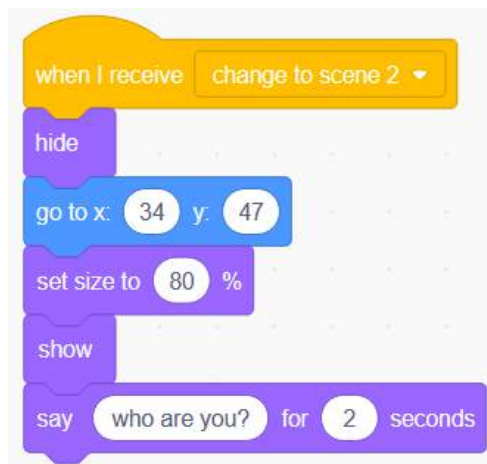 when I receive change to scene 2
hide
go to x: 34 y: 47
set size to 80 %
show
say who are you? for 2 seconds